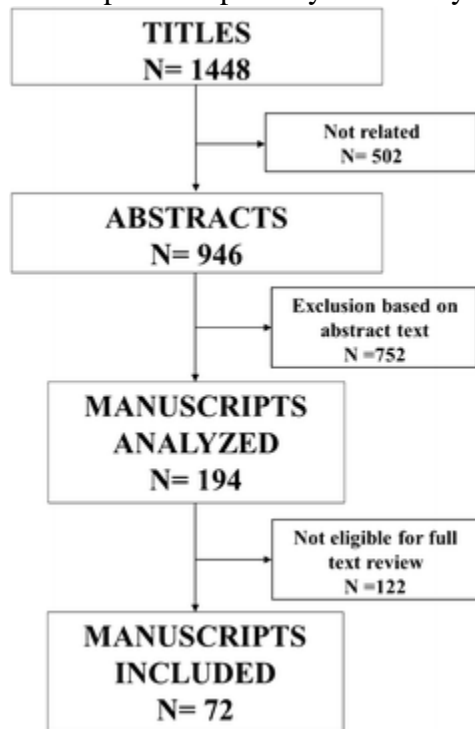 TITLES
N= 1448
Not related
N= 502
ABSTRACTS
N= 946
Exclusion based on
abstract text
N =752
MANUSCRIPTS
ANALYZED
N= 194
Not eligible for full
text review
N =122
MANUSCRIPTS
INCLUDED
N= 72